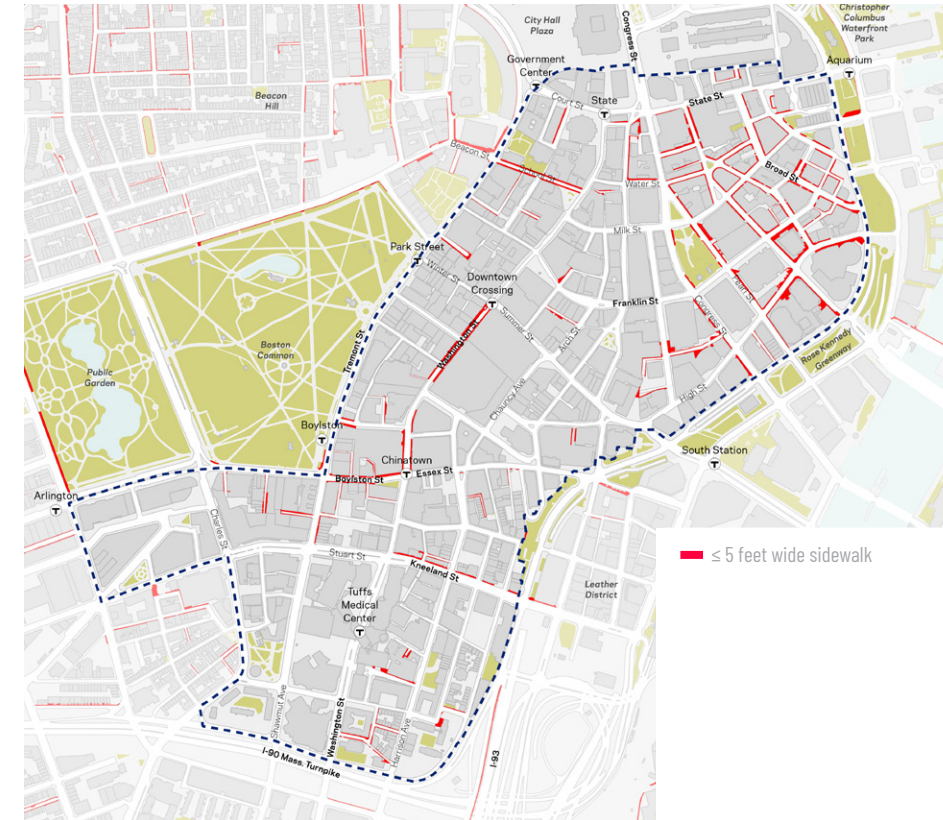 Christopher
Columbus
Waterfront
Park
City Hall
Plaza
Congress St
Government
Center
Aquarium
T
T
Court St
State
T
State St
Beacon
Hill
Beacon St
School St
Water St
Broad St
Milk St
Park Street
T
Winter St
Downtown
Crossing
T
Franklin St
Pearl St
Congress St
Summer St
Arch St
Washington St
Tremont St
Boston
Common
Public
Garden
Rose Kennedy
Greenway
High St
Chauncy Ave
Boylston
T
South Station
T
Chinatown
T
Essex St
Boylston St
Arlington
T
Charles St
Stuart St
Kneeland St
Leather
District
≤ 5 feet wide sidewalk
Tufts
Medical
Center
T
Shawmut Ave
Washington St
Harrison Ave
I-93
I-90 Mass. Turnpike